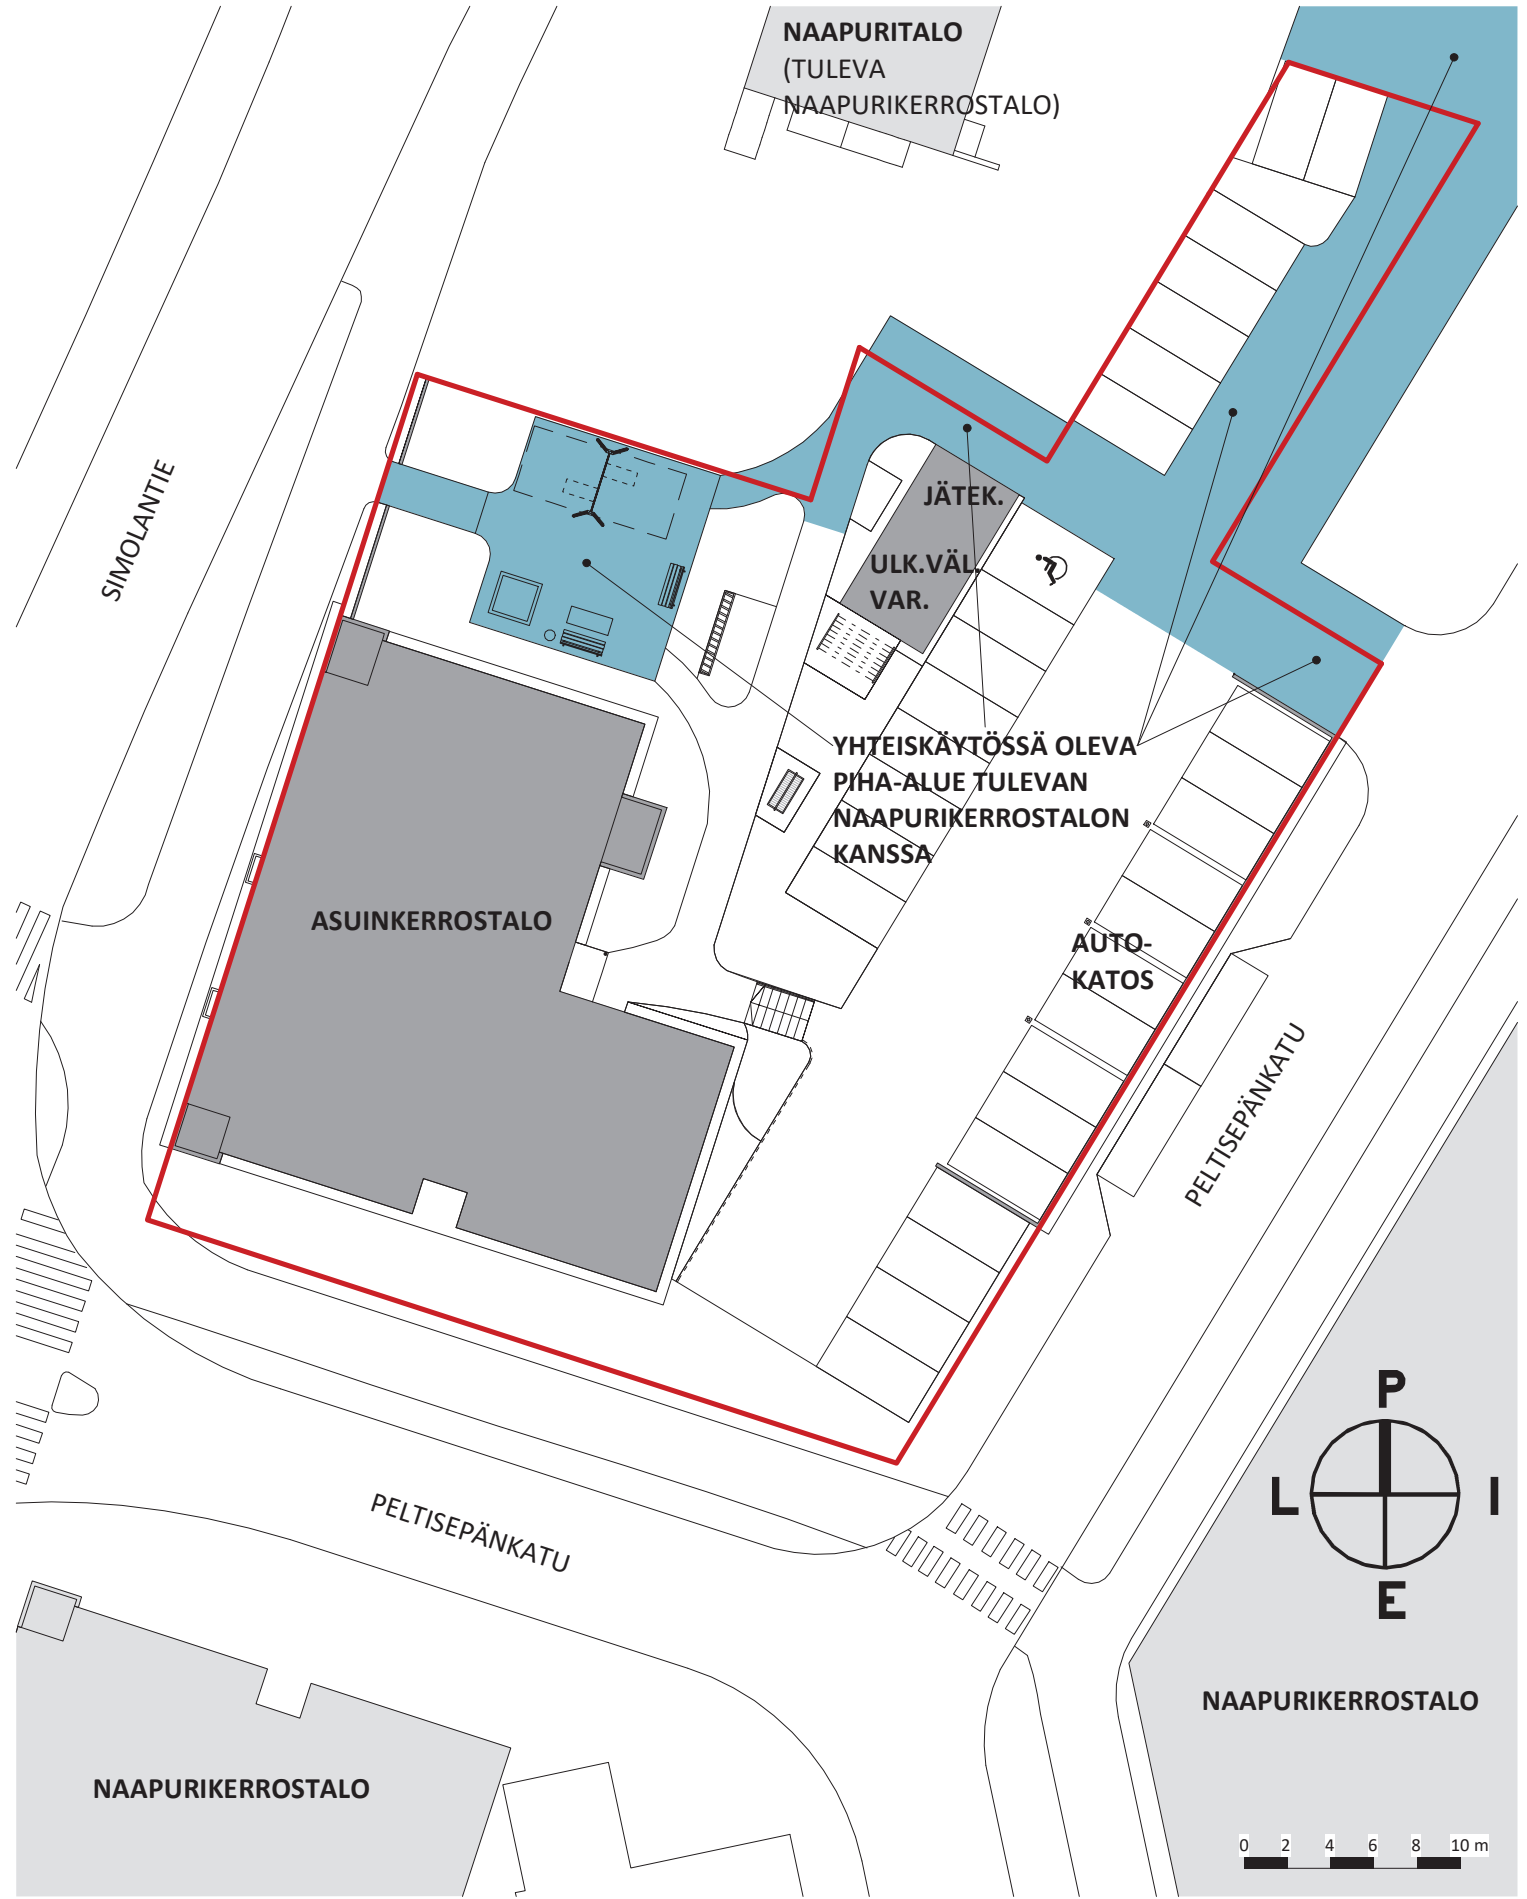 NAAPURITALO
(TULEVA
NAAPURIKERROSTALO)
SIMOLANTIE
JÄTEK.
ULK.VÄL.
VAR.
YHTEISKÄYTÖSSÄ OLEVA
PIHA-ALUE TULEVAN
NAAPURIKERROSTALON
KANSSA
ASUINKERROSTALO
AUTO-
KATOS
PELTISEPÄNKATU
PELTISEPÄNKATU
P
L I
E
NAAPURIKERROSTALO
NAAPURIKERROSTALO
0 2 4 6 8 10 m